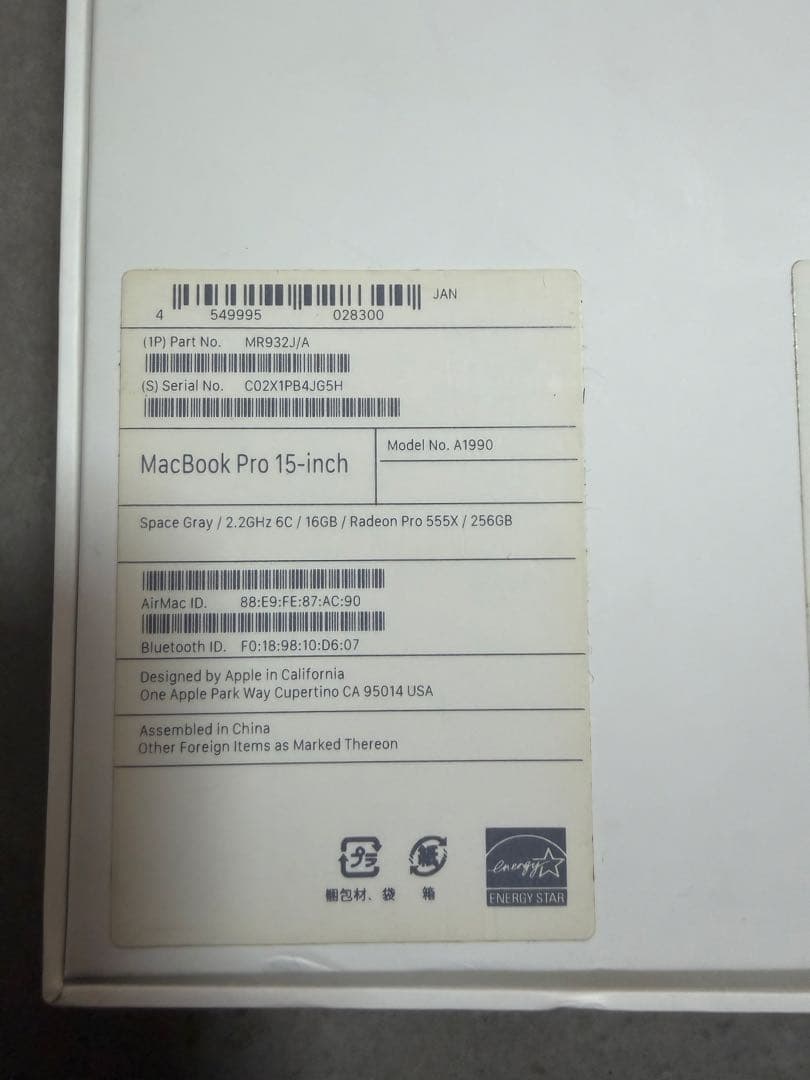 JAN
4 549995 028300
(1P) Part No. MR932J/A
(S) Serial No. C02X1PB4JG5H
MacBook Pro 15-inch
Model No. A1990
Space Gray / 2.2GHz 6C / 16GB / Radeon Pro 555X / 256GB
AirMac ID. 88:E9:FE:87:AC:90
Bluetooth ID. F0:18:98:10:D6:07
Designed by Apple in California
One Apple Park Way Cupertino CA 95014 USA
Assembled in China
Other Foreign Items as Marked Thereon
プラ 紙 energy
梱包材、袋 箱 ENERGY STAR